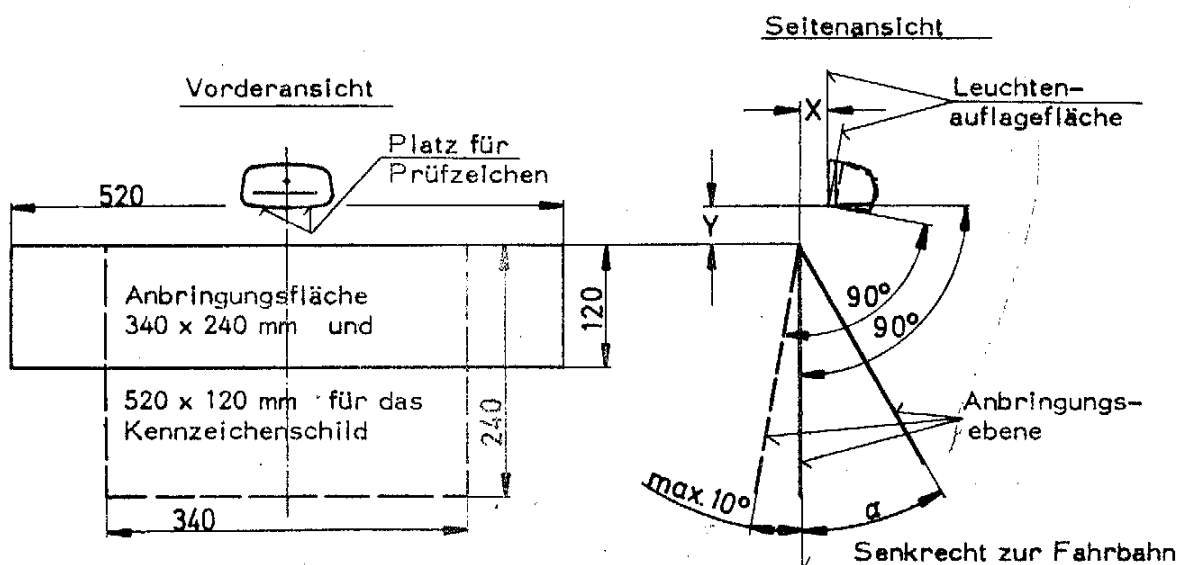 Seitenansicht
Vorderansicht
Leuchten-
auflagefläche
X
Platz für
Prüfzeichen
520
Y
Anbringungsfläche
340 x 240 mm und
120
90°
90°
520 x 120 mm für das
Kennzeichenschild
240
Anbringungs-
ebene
max. 10°
α
340
Senkrecht zur Fahrbahn